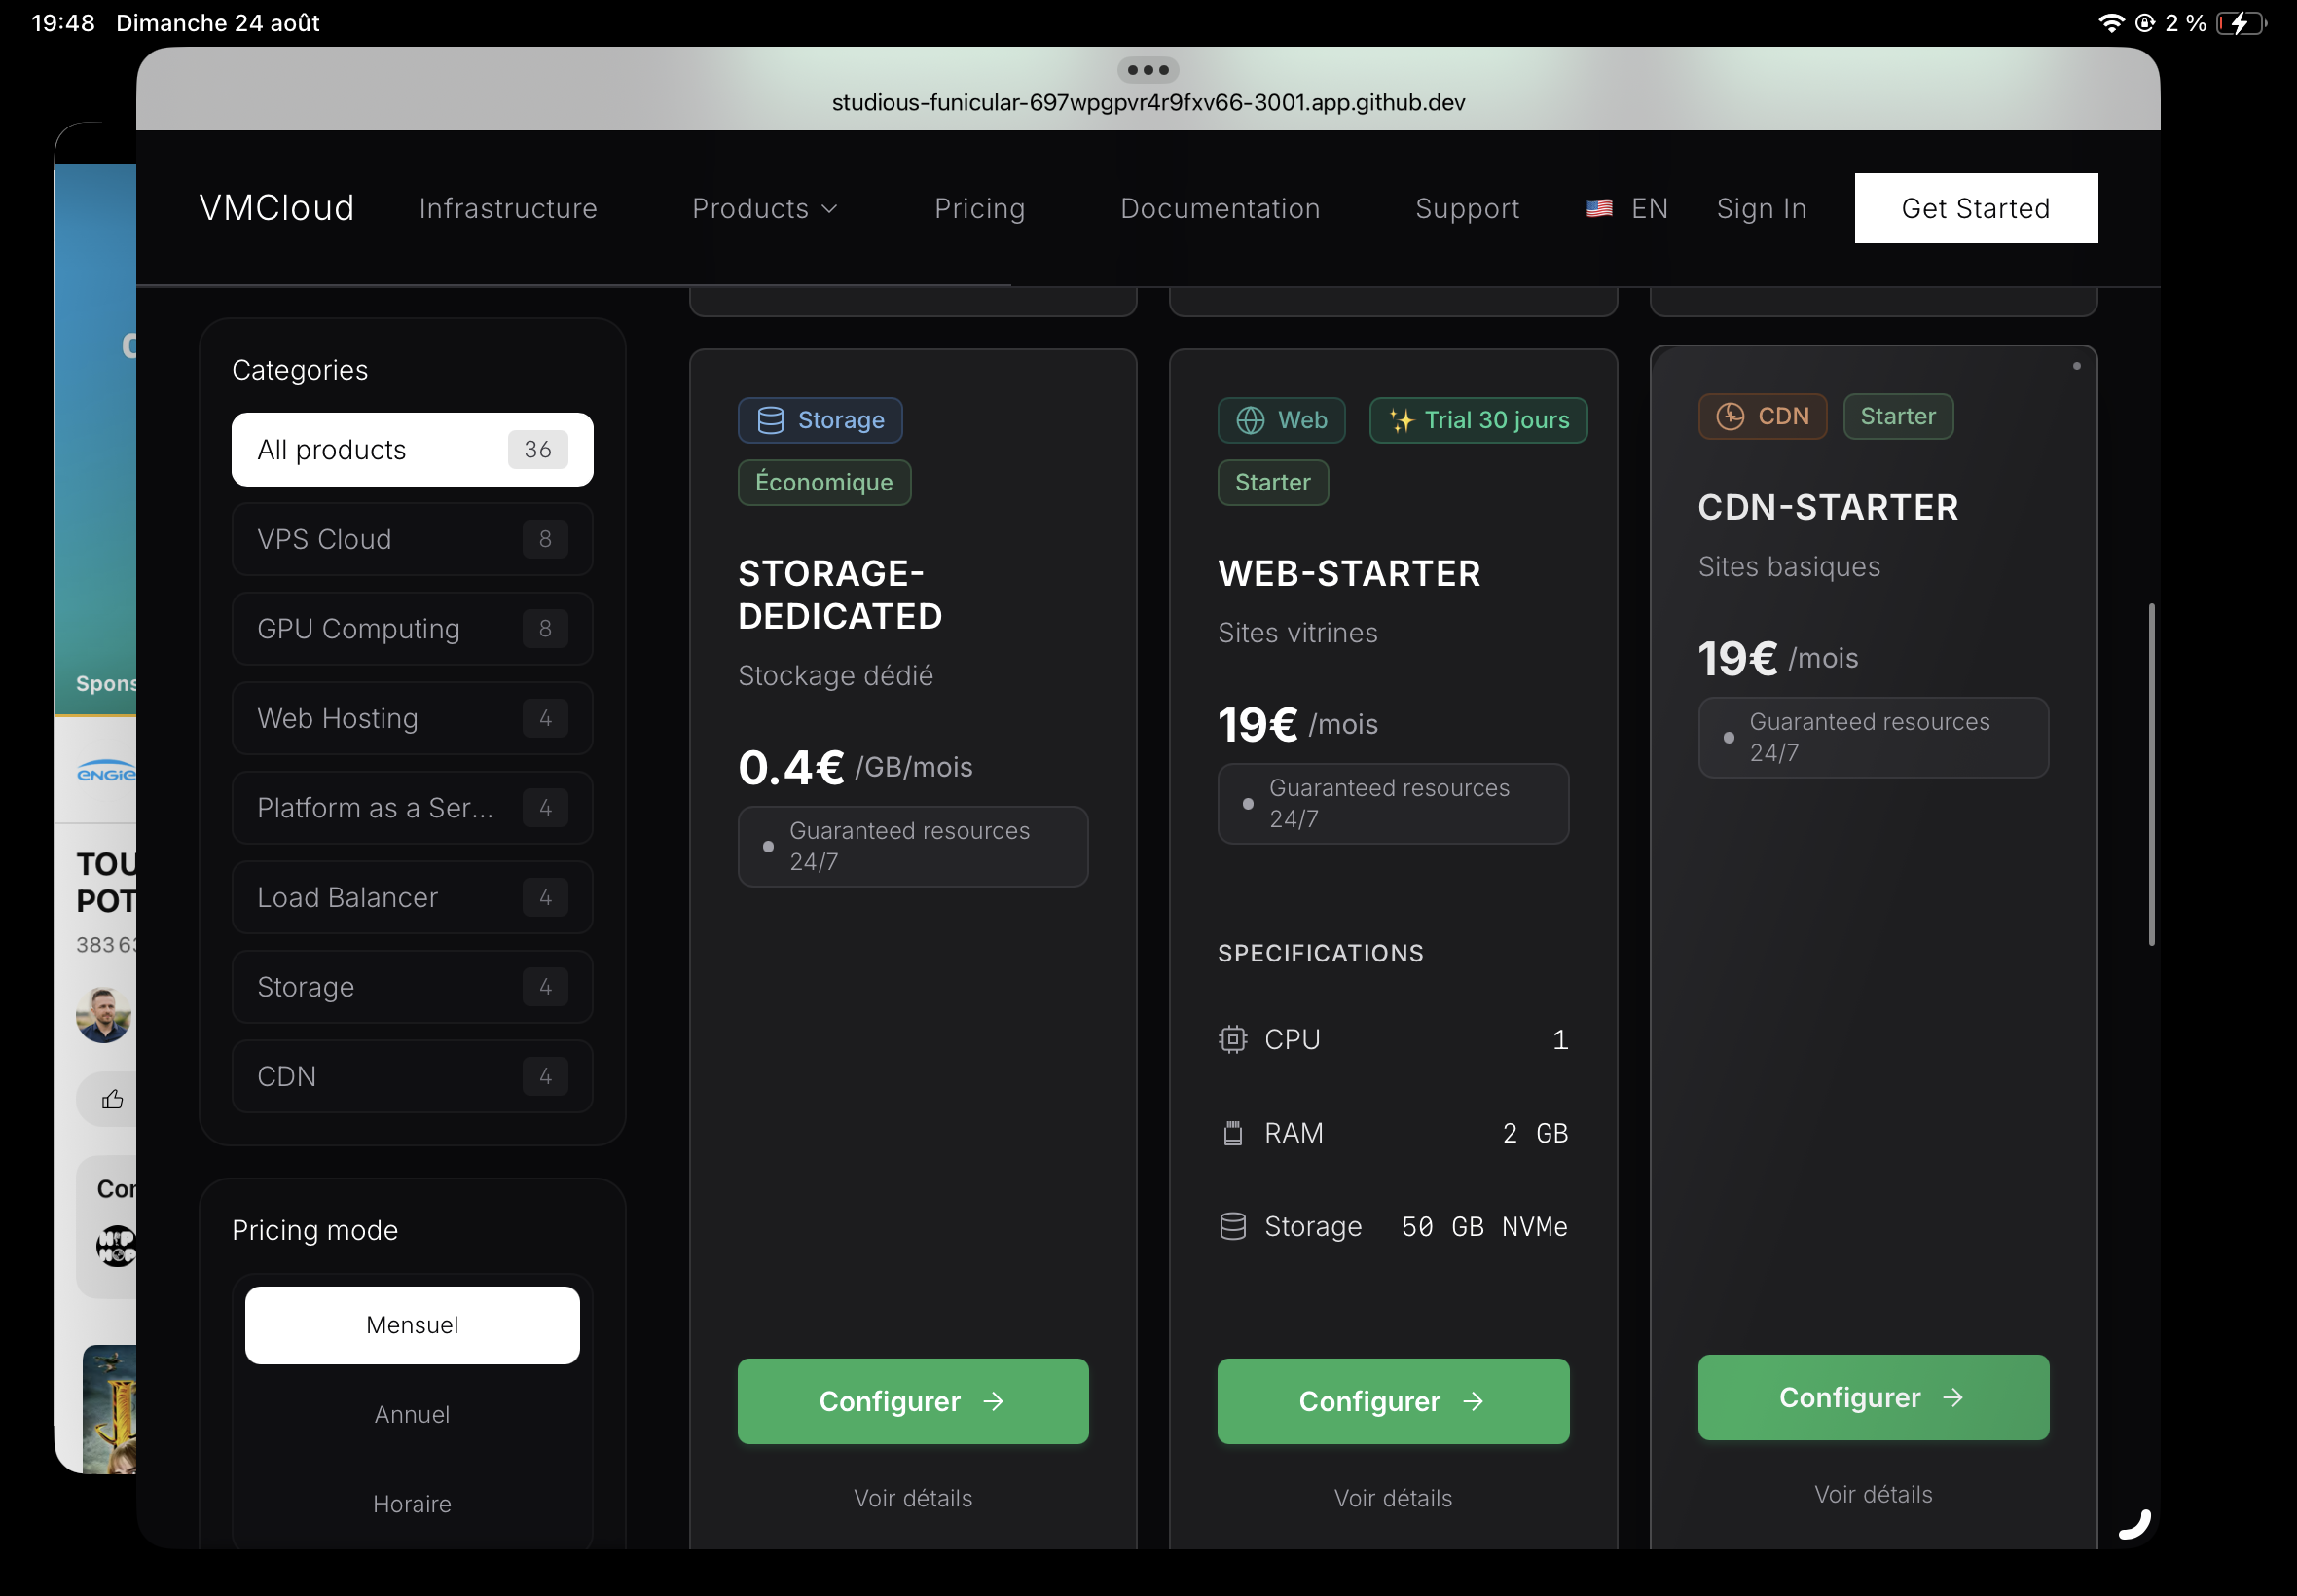 19:48 Dimanche 24 août
2 %
studious-funicular-697wpgpvr4r9fxv66-3001.app.github.dev
VMCloud
Infrastructure
Products
Pricing
Documentation
Support
EN
Sign In
Get Started
Spons
ENGIE
TOU
POT
383 63
Cor
HIP
HOP
Categories
All products 36
VPS Cloud 8
GPU Computing 8
Web Hosting 4
Platform as a Ser... 4
Load Balancer 4
Storage 4
CDN 4
Pricing mode
Mensuel
Annuel
Horaire
Storage
Économique
STORAGE-
DEDICATED
Stockage dédié
0.4€ /GB/mois
Guaranteed resources
24/7
Configurer →
Voir détails
Web ✨ Trial 30 jours
Starter
WEB-STARTER
Sites vitrines
19€ /mois
Guaranteed resources
24/7
SPECIFICATIONS
CPU 1
RAM 2 GB
Storage 50 GB NVMe
Configurer →
Voir détails
CDN Starter
CDN-STARTER
Sites basiques
19€ /mois
Guaranteed resources
24/7
Configurer →
Voir détails